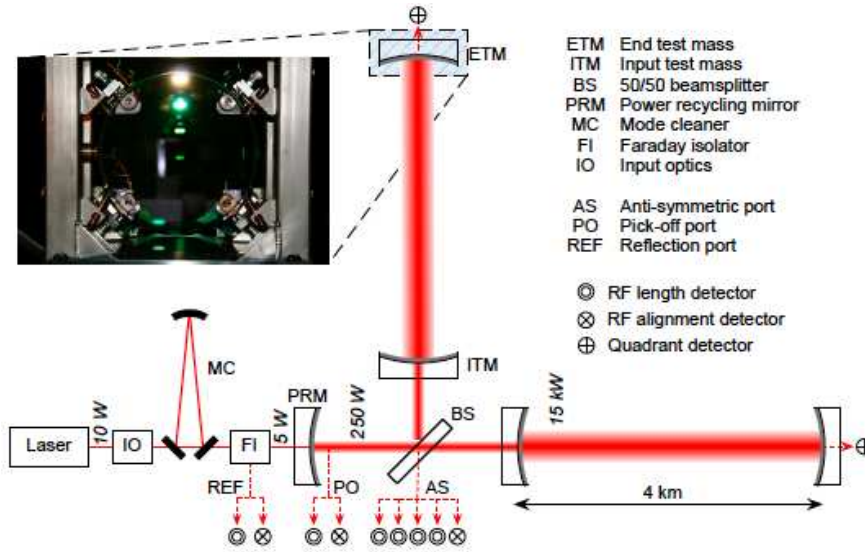 ETM
ETM End test mass
ITM Input test mass
BS 50/50 beamsplitter
PRM Power recycling mirror
MC Mode cleaner
FI Faraday isolator
IO Input optics
AS Anti-symmetric port
PO Pick-off port
REF Reflection port
RF length detector
RF alignment detector
Quadrant detector
MC
ITM
PRM
BS
Laser
10 W
IO
FI
5 W
250 W
15 kW
REF
PO
AS
4 km